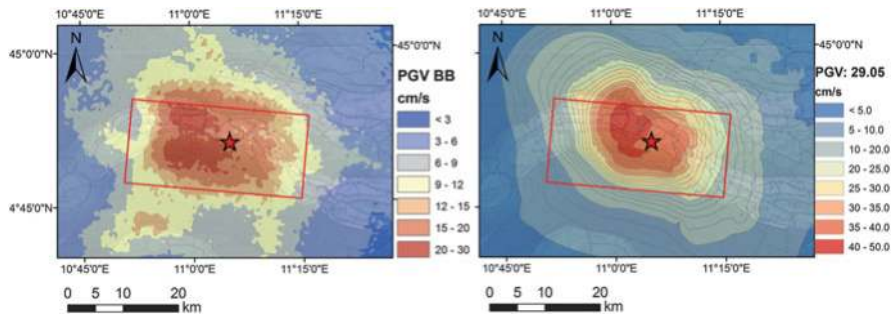 10°45'0"E 11°0'0"E 11°15'0"E
45°0'0"N
N
4°45'0"N
10°45'0"E 11°0'0"E 11°15'0"E
0 5 10 20
km
45°0'0"N
PGV BB
cm/s
< 3
3 - 6
6 - 9
9 - 12
12 - 15
15 - 20
20 - 30
10°45'0"E 11°0'0"E 11°15'0"E
N
10°45'0"E 11°0'0"E 11°15'0"E
0 5 10 20
km
45°0'0"N
PGV: 29.05
cm/s
< 5.0
5 - 10.0
10 - 20.0
20 - 25.0
25 - 30.0
30 - 35.0
35 - 40.0
40 - 50.0